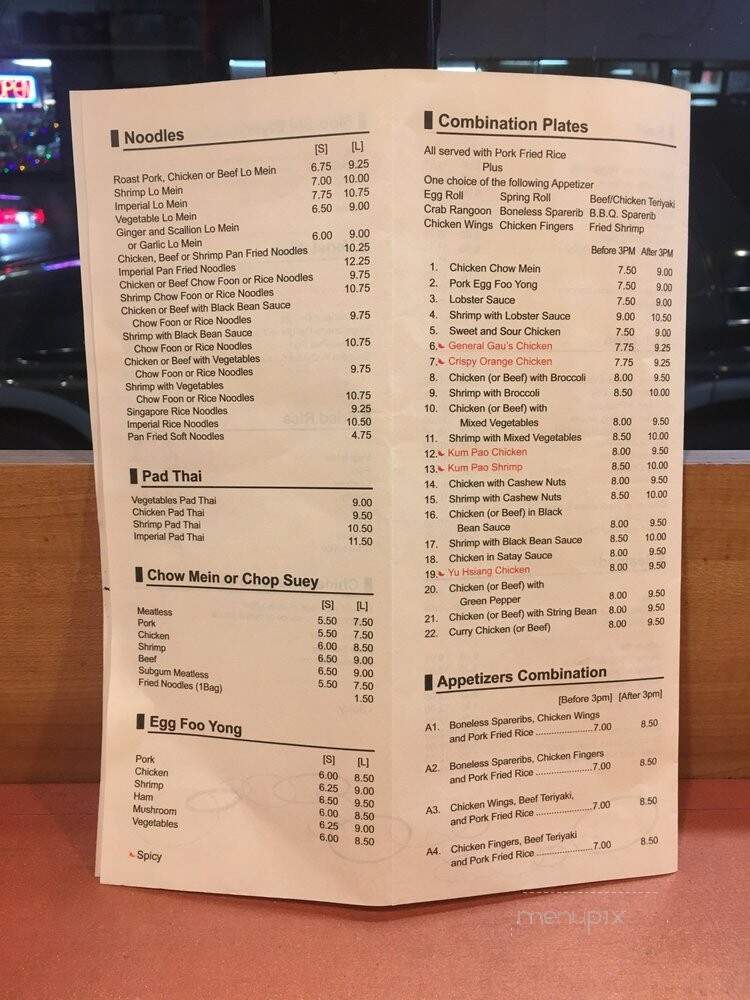 OPEN
Noodles
[S] [L]
Roast Pork, Chicken or Beef Lo Mein 6.75 9.25
Shrimp Lo Mein 7.00 10.00
Imperial Lo Mein 7.75 10.75
Vegetable Lo Mein 6.50 9.00
Ginger and Scallion Lo Mein
or Garlic Lo Mein 6.00 9.00
Chicken, Beef or Shrimp Pan Fried Noodles 10.25
Imperial Pan Fried Noodles 12.25
Chicken or Beef Chow Foon or Rice Noodles 9.75
Shrimp Chow Foon or Rice Noodles 10.75
Chicken or Beef with Black Bean Sauce
Chow Foon or Rice Noodles 9.75
Shrimp with Black Bean Sauce
Chow Foon or Rice Noodles 10.75
Chicken or Beef with Vegetables
Chow Foon or Rice Noodles 9.75
Shrimp with Vegetables
Chow Foon or Rice Noodles 10.75
Singapore Rice Noodles 9.25
Imperial Rice Noodles 10.50
Pan Fried Soft Noodles 4.75
Pad Thai
Vegetables Pad Thai 9.00
Chicken Pad Thai 9.50
Shrimp Pad Thai 10.50
Imperial Pad Thai 11.50
Chow Mein or Chop Suey
[S] [L]
Meatless 5.50 7.50
Pork 5.50 7.50
Chicken 6.00 8.50
Shrimp 6.50 9.00
Beef 6.50 9.00
Subgum Meatless 5.50 7.50
Fried Noodles (1Bag) 1.50
Egg Foo Yong
[S] [L]
Pork 6.00 8.50
Chicken 6.25 9.00
Shrimp 6.50 9.50
Ham 6.00 8.50
Mushroom 6.25 9.00
Vegetables 6.00 8.50
Spicy
Combination Plates
All served with Pork Fried Rice
Plus
One choice of the following Appetizer
Egg Roll Spring Roll Beef/Chicken Teriyaki
Crab Rangoon Boneless Sparerib B.B.Q. Sparerib
Chicken Wings Chicken Fingers Fried Shrimp
Before 3PM After 3PM
1. Chicken Chow Mein 7.50 9.00
2. Pork Egg Foo Yong 7.50 9.00
3. Lobster Sauce 7.50 9.00
4. Shrimp with Lobster Sauce 9.00 10.50
5. Sweet and Sour Chicken 7.50 9.00
6. General Gau's Chicken 7.75 9.25
7. Crispy Orange Chicken 7.75 9.25
8. Chicken (or Beef) with Broccoli 8.00 9.50
9. Shrimp with Broccoli 8.50 10.00
10. Chicken (or Beef) with
Mixed Vegetables 8.00 9.50
11. Shrimp with Mixed Vegetables 8.50 10.00
12. Kum Pao Chicken 8.00 9.50
13. Kum Pao Shrimp 8.50 10.00
14. Chicken with Cashew Nuts 8.00 9.50
15. Shrimp with Cashew Nuts 8.50 10.00
16. Chicken (or Beef) in Black
Bean Sauce 8.00 9.50
17. Shrimp with Black Bean Sauce 8.50 10.00
18. Chicken in Satay Sauce 8.00 9.50
19. Yu Hsiang Chicken 8.00 9.50
20. Chicken (or Beef) with
Green Pepper 8.00 9.50
21. Chicken (or Beef) with String Bean 8.00 9.50
22. Curry Chicken (or Beef) 8.00 9.50
Appetizers Combination
[Before 3pm] [After 3pm]
A1. Boneless Spareribs, Chicken Wings
and Pork Fried Rice ....................7.00 8.50
A2. Boneless Spareribs, Chicken Fingers
and Pork Fried Rice ....................7.00 8.50
A3. Chicken Wings, Beef Teriyaki,
and Pork Fried Rice ....................7.00 8.50
A4. Chicken Fingers, Beef Teriyaki
and Pork Fried Rice ....................7.00 8.50
menupix